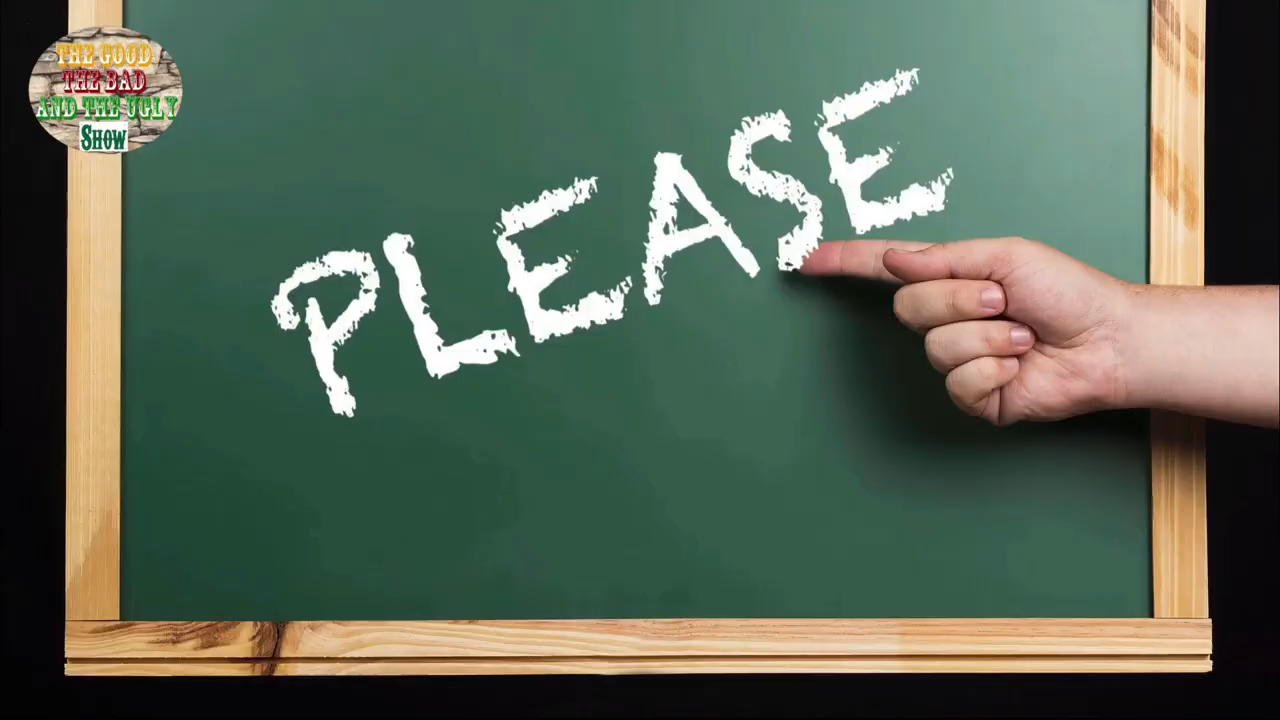 THE GOOD
THE BAD
AND THE UGLY
SHOW
PLEASE